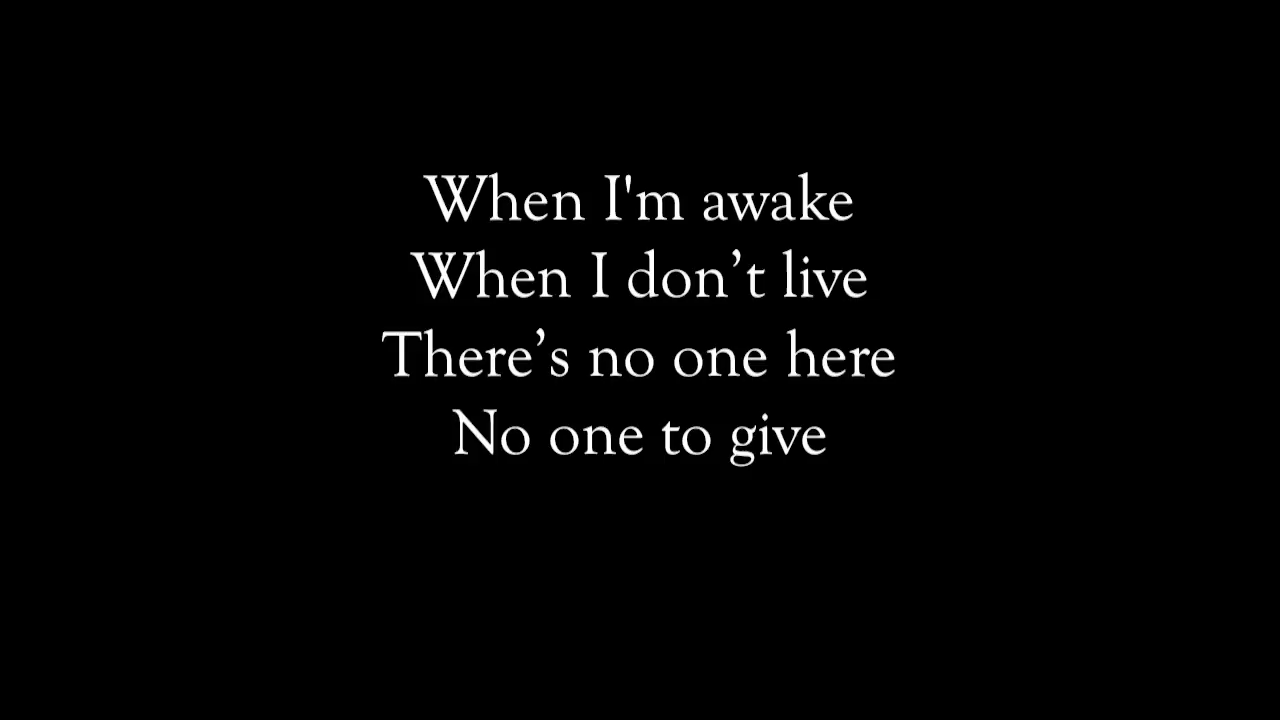 When I'm awake
When I don’t live
There’s no one here
No one to give